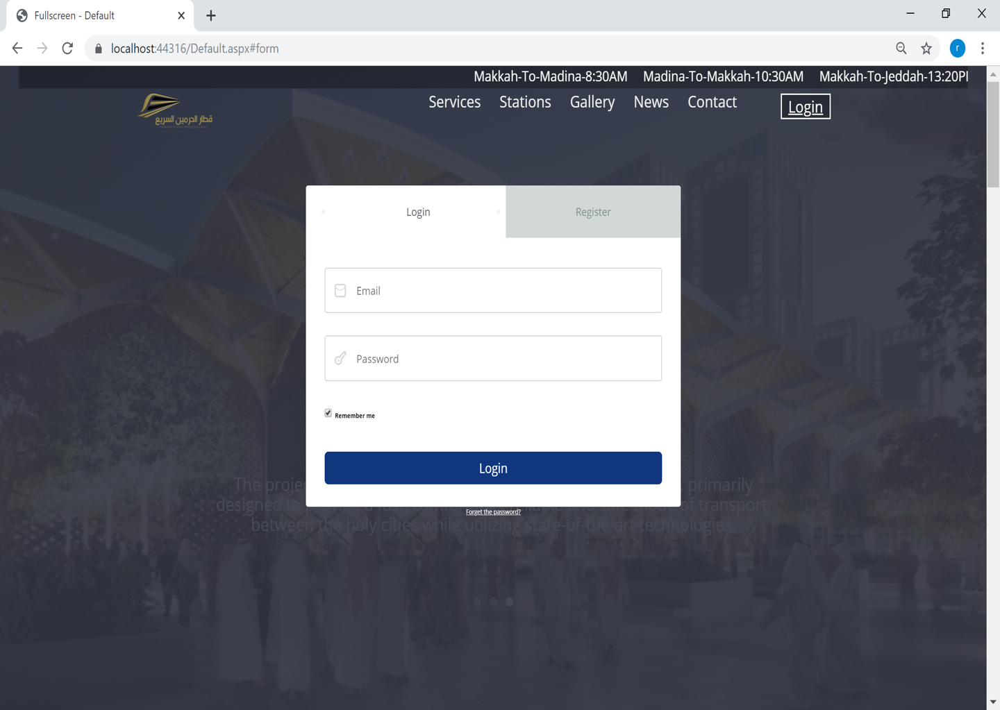 Fullscreen - Default
localhost:44316/Default.aspx#form
r
Makkah-To-Madina-8:30AM Madina-To-Makkah-10:30AM Makkah-To-Jeddah-13:20P
قطار الحرمين السريع
Services Stations Gallery News Contact Login
Login Register
Email
Password
Remember me
Login
The proje primarily
designed to of transport
Forget the password?
between the holy cities while utilizing state-of-the-art technologies.